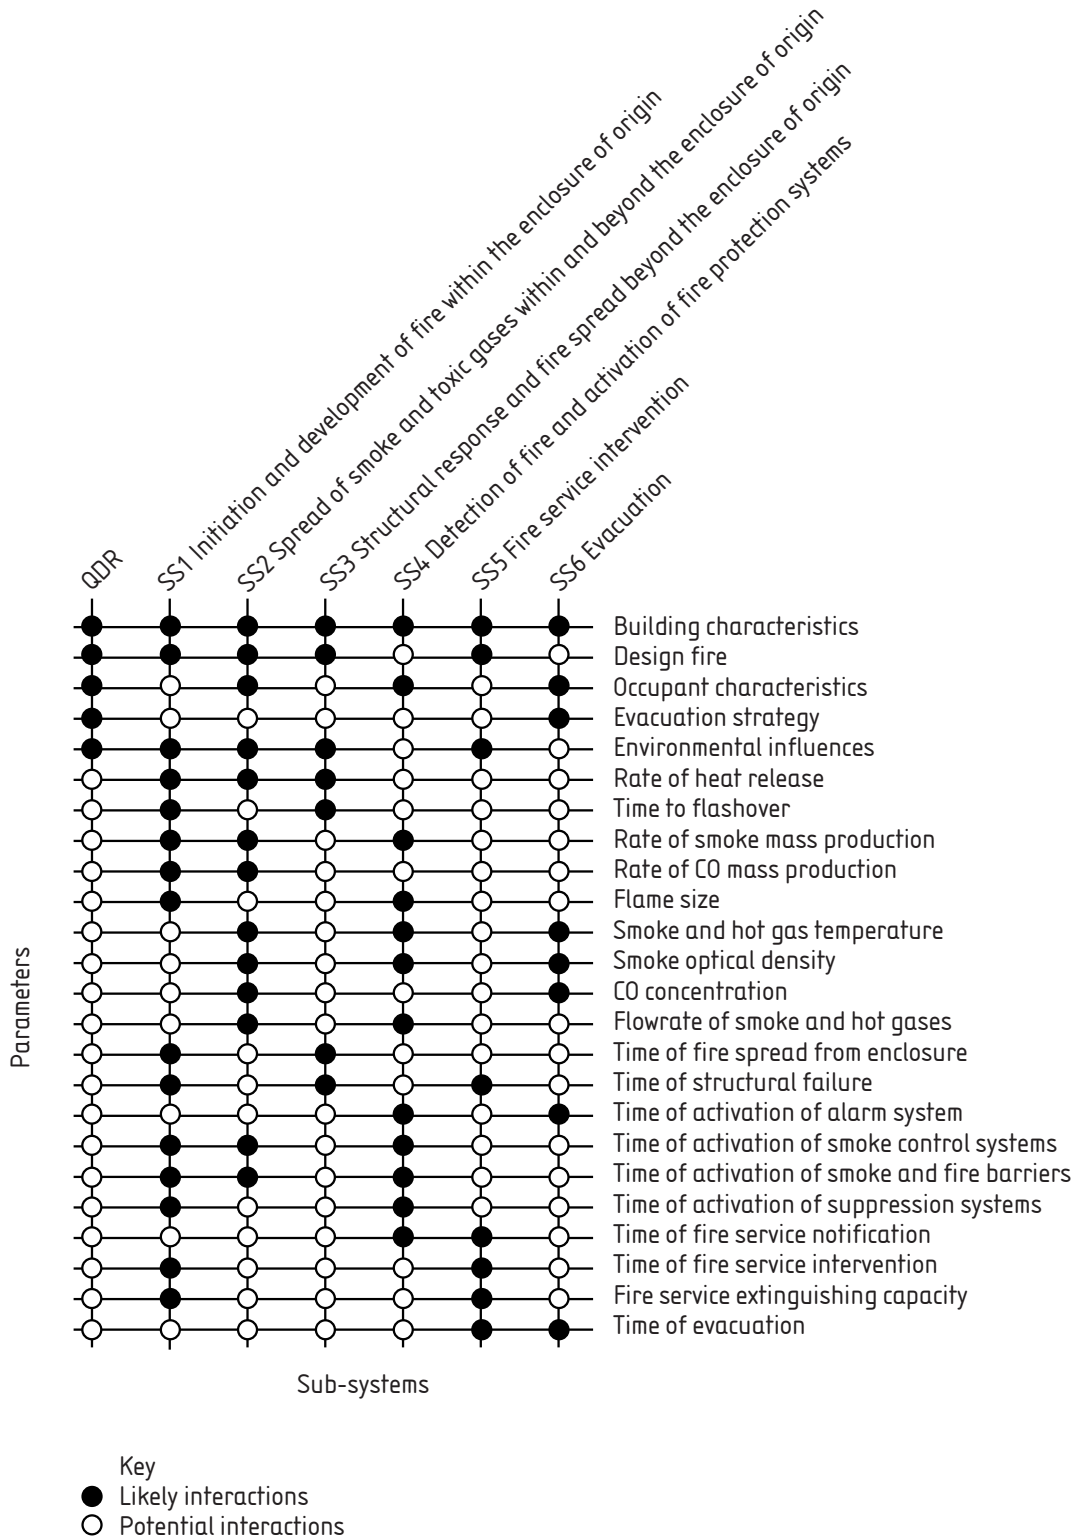 QDR
SS1 Initiation and development of fire within the enclosure of origin
SS2 Spread of smoke and toxic gases within and beyond the enclosure of origin
SS3 Structural response and fire spread beyond the enclosure of origin
SS4 Detection of fire and activation of fire protection systems
SS5 Fire service intervention
SS6 Evacuation
Building characteristics
Design fire
Occupant characteristics
Evacuation strategy
Environmental influences
Rate of heat release
Time to flashover
Rate of smoke mass production
Rate of CO mass production
Flame size
Smoke and hot gas temperature
Smoke optical density
CO concentration
Flowrate of smoke and hot gases
Time of fire spread from enclosure
Time of structural failure
Time of activation of alarm system
Time of activation of smoke control systems
Time of activation of smoke and fire barriers
Time of activation of suppression systems
Time of fire service notification
Time of fire service intervention
Fire service extinguishing capacity
Time of evacuation
Parameters
Sub-systems
Key
Likely interactions
Potential interactions